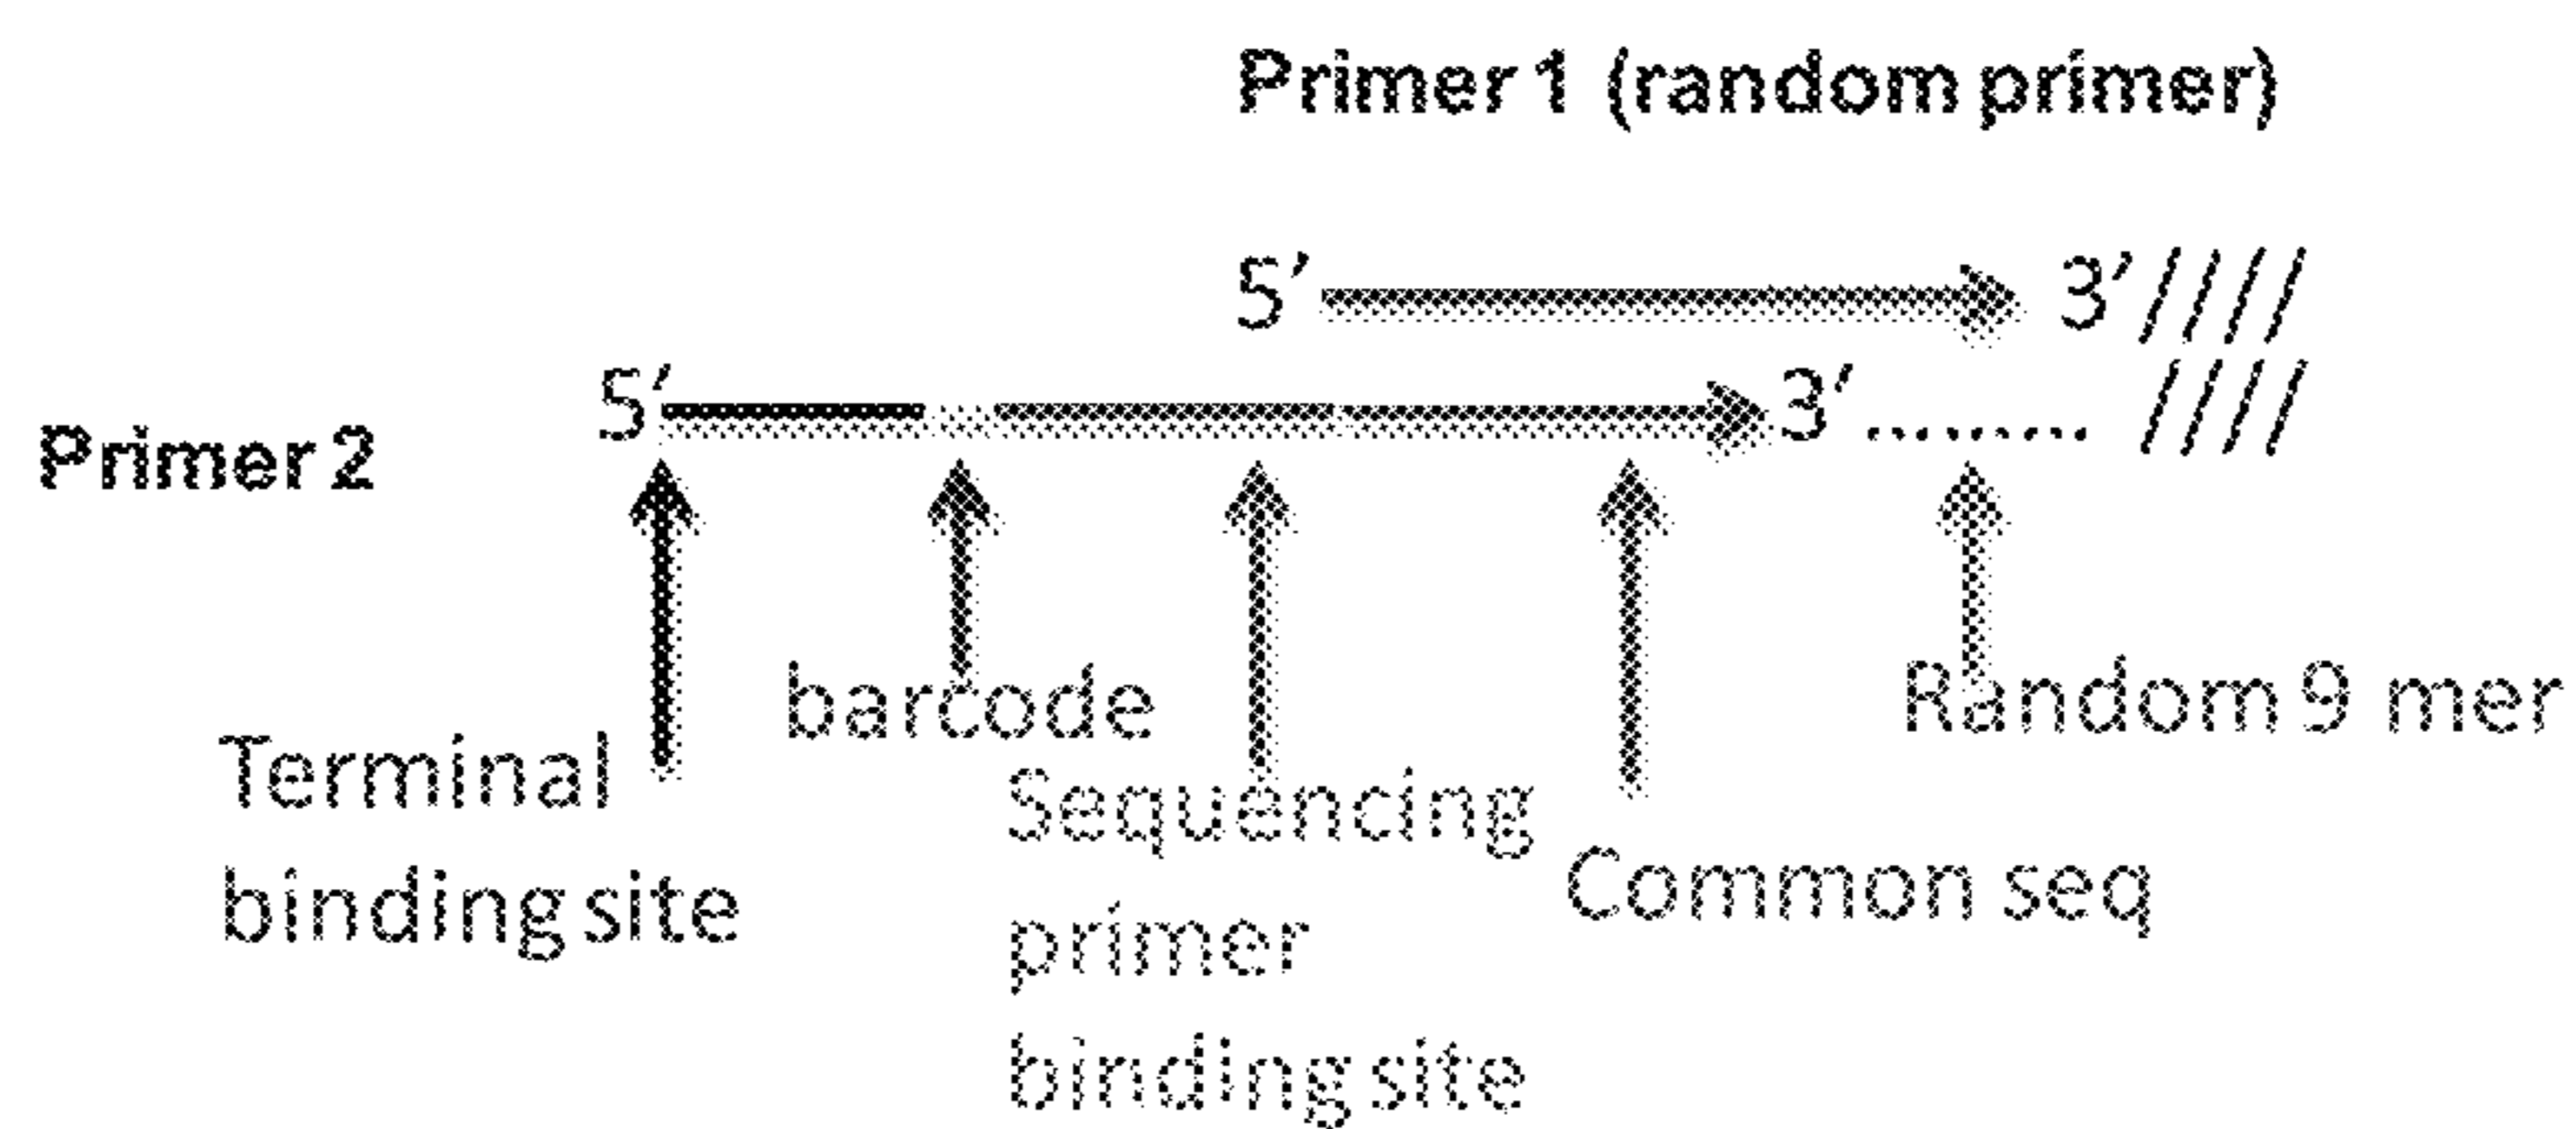 Primer 1 (random primer)
5’ 3’////
5’ 3’......... ////
Primer 2
barcode
Random 9 mer
Terminal
binding site
Sequencing
primer
binding site
Common seq